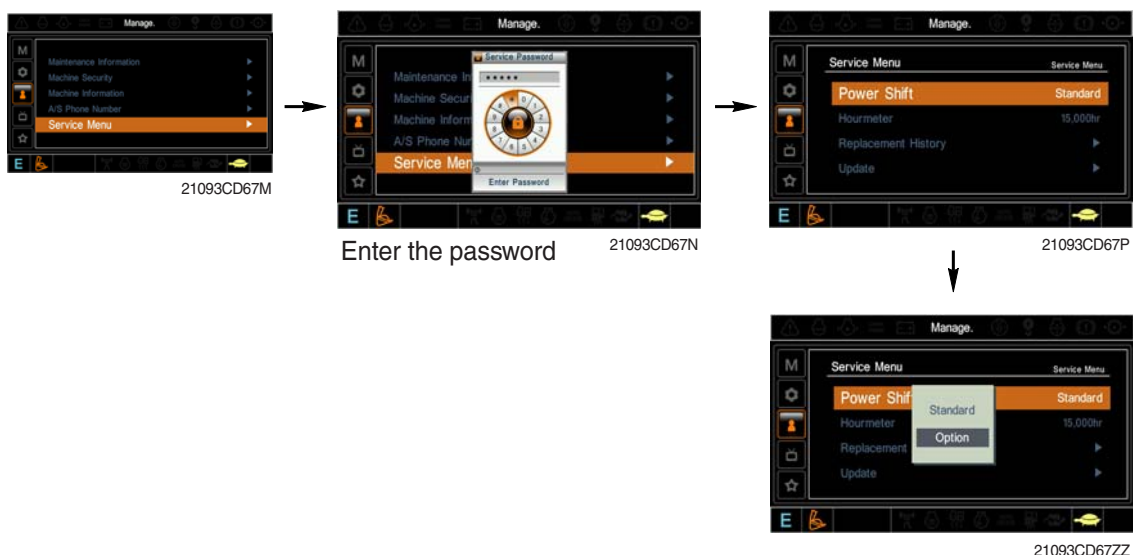 Manage.
M
Maintenance Information
Machine Security
Machine Information
A/S Phone Number
Service Menu
E
21093CD67M
Manage.
Service Password
*****
M
Maintenance In
Machine Secur
Machine Inform
A/S Phone Nur
Service Men
Enter Password
E
Enter the password
21093CD67N
Manage.
M
Service Menu Service Menu
Power Shift Standard
Hourmeter 15,000hr
Replacement History
Update
E
21093CD67P
Manage.
M
Service Menu Service Menu
Power Shif Standard
Standard
Hourmeter 15,000hr
Option
Replacement
Update
E
21093CD67ZZ